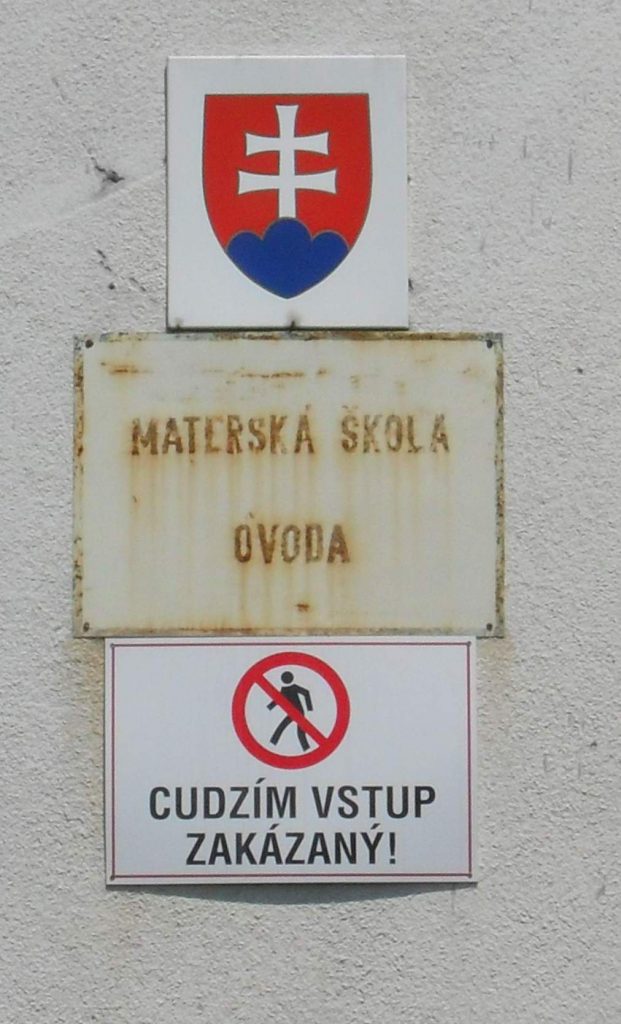 MATERSKÁ ŠKOLA
ÓVODA
CUDZÍM VSTUP
ZAKÁZANÝ!